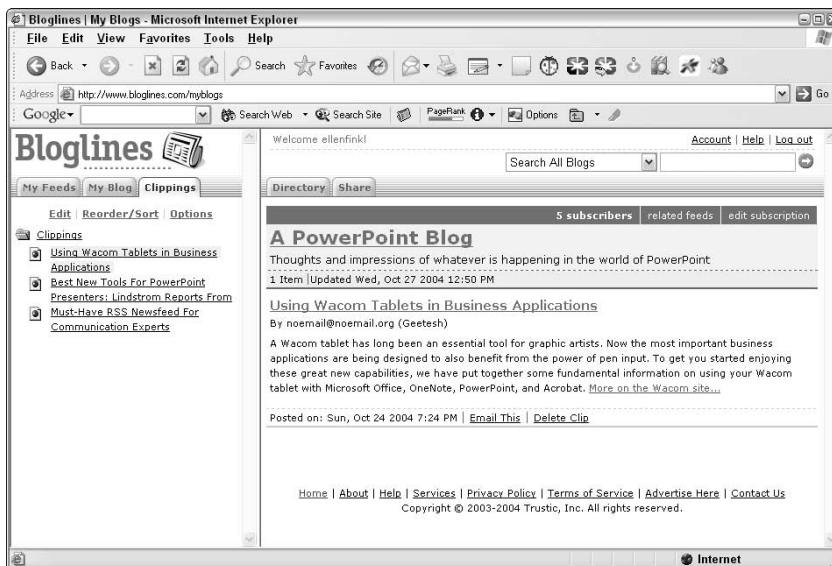 Bloglines | My Blogs - Microsoft Internet Explorer
File Edit View Favorites Tools Help
Back Search Favorites
Address http://www.bloglines.com/myblogs Go
Google Search Web Search Site PageRank Options
Bloglines
Welcome ellenfinkl
Account | Help | Log out
Search All Blogs
My Feeds My Blog Clippings
Directory Share
Edit | Reorder/Sort | Options
Clippings
Using Wacom Tablets in Business
Applications
Best New Tools For PowerPoint
Presenters: Lindstrom Reports From
Must-Have RSS Newsfeed For
Communication Experts
5 subscribers | related feeds | edit subscription
A PowerPoint Blog
Thoughts and impressions of whatever is happening in the world of PowerPoint
1 Item |Updated Wed, Oct 27 2004 12:50 PM
Using Wacom Tablets in Business Applications
By noemail@noemail.org (Geetesh)
A Wacom tablet has long been an essential tool for graphic artists. Now the most important business
applications are being designed to also benefit from the power of pen input. To get you started enjoying
these great new capabilities, we have put together some fundamental information on using your Wacom
tablet with Microsoft Office, OneNote, PowerPoint, and Acrobat. More on the Wacom site...
Posted on: Sun, Oct 24 2004 7:24 PM | Email This | Delete Clip
Home | About | Help | Services | Privacy Policy | Terms of Service | Advertise Here | Contact Us
Copyright © 2003-2004 Trustic, Inc. All rights reserved.
Internet